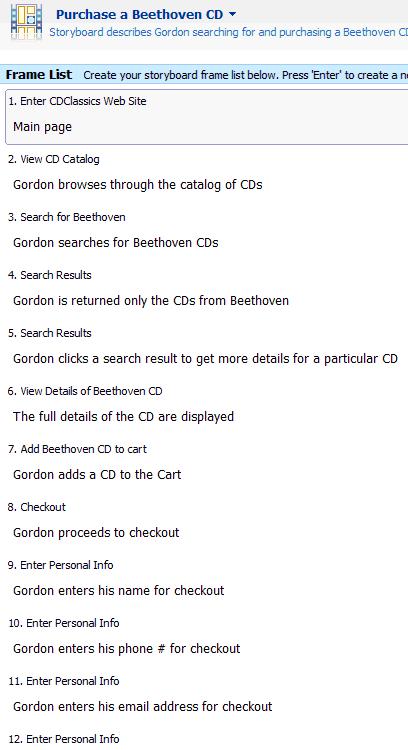 Purchase a Beethoven CD
Storyboard describes Gordon searching for and purchasing a Beethoven CD
Frame List Create your storyboard frame list below. Press 'Enter' to create a
1. Enter CDClassics Web Site
Main page
2. View CD Catalog
Gordon browses through the catalog of CDs
3. Search for Beethoven
Gordon searches for Beethoven CDs
4. Search Results
Gordon is returned only the CDs from Beethoven
5. Search Results
Gordon clicks a search result to get more details for a particular CD
6. View Details of Beethoven CD
The full details of the CD are displayed
7. Add Beethoven CD to cart
Gordon adds a CD to the Cart
8. Checkout
Gordon proceeds to checkout
9. Enter Personal Info
Gordon enters his name for checkout
10. Enter Personal Info
Gordon enters his phone # for checkout
11. Enter Personal Info
Gordon enters his email address for checkout
12. Enter Personal Info